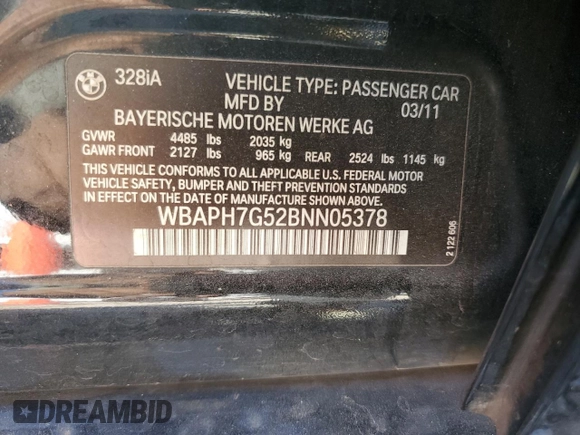 BMW
328iA
VEHICLE TYPE: PASSENGER CAR
MFD BY 03/11
BAYERISCHE MOTOREN WERKE AG
GVWR 4485 lbs 2035 kg
GAWR FRONT 2127 lbs 965 kg REAR 2524 lbs 1145 kg
THIS VEHICLE CONFORMS TO ALL APPLICABLE U.S. FEDERAL MOTOR
VEHICLE SAFETY, BUMPER AND THEFT PREVENTION STANDARDS
IN EFFECT ON THE DATE OF MANUFACTURE SHOWN ABOVE.
WBAPH7G52BNN05378
2 122 606
DREAMBID